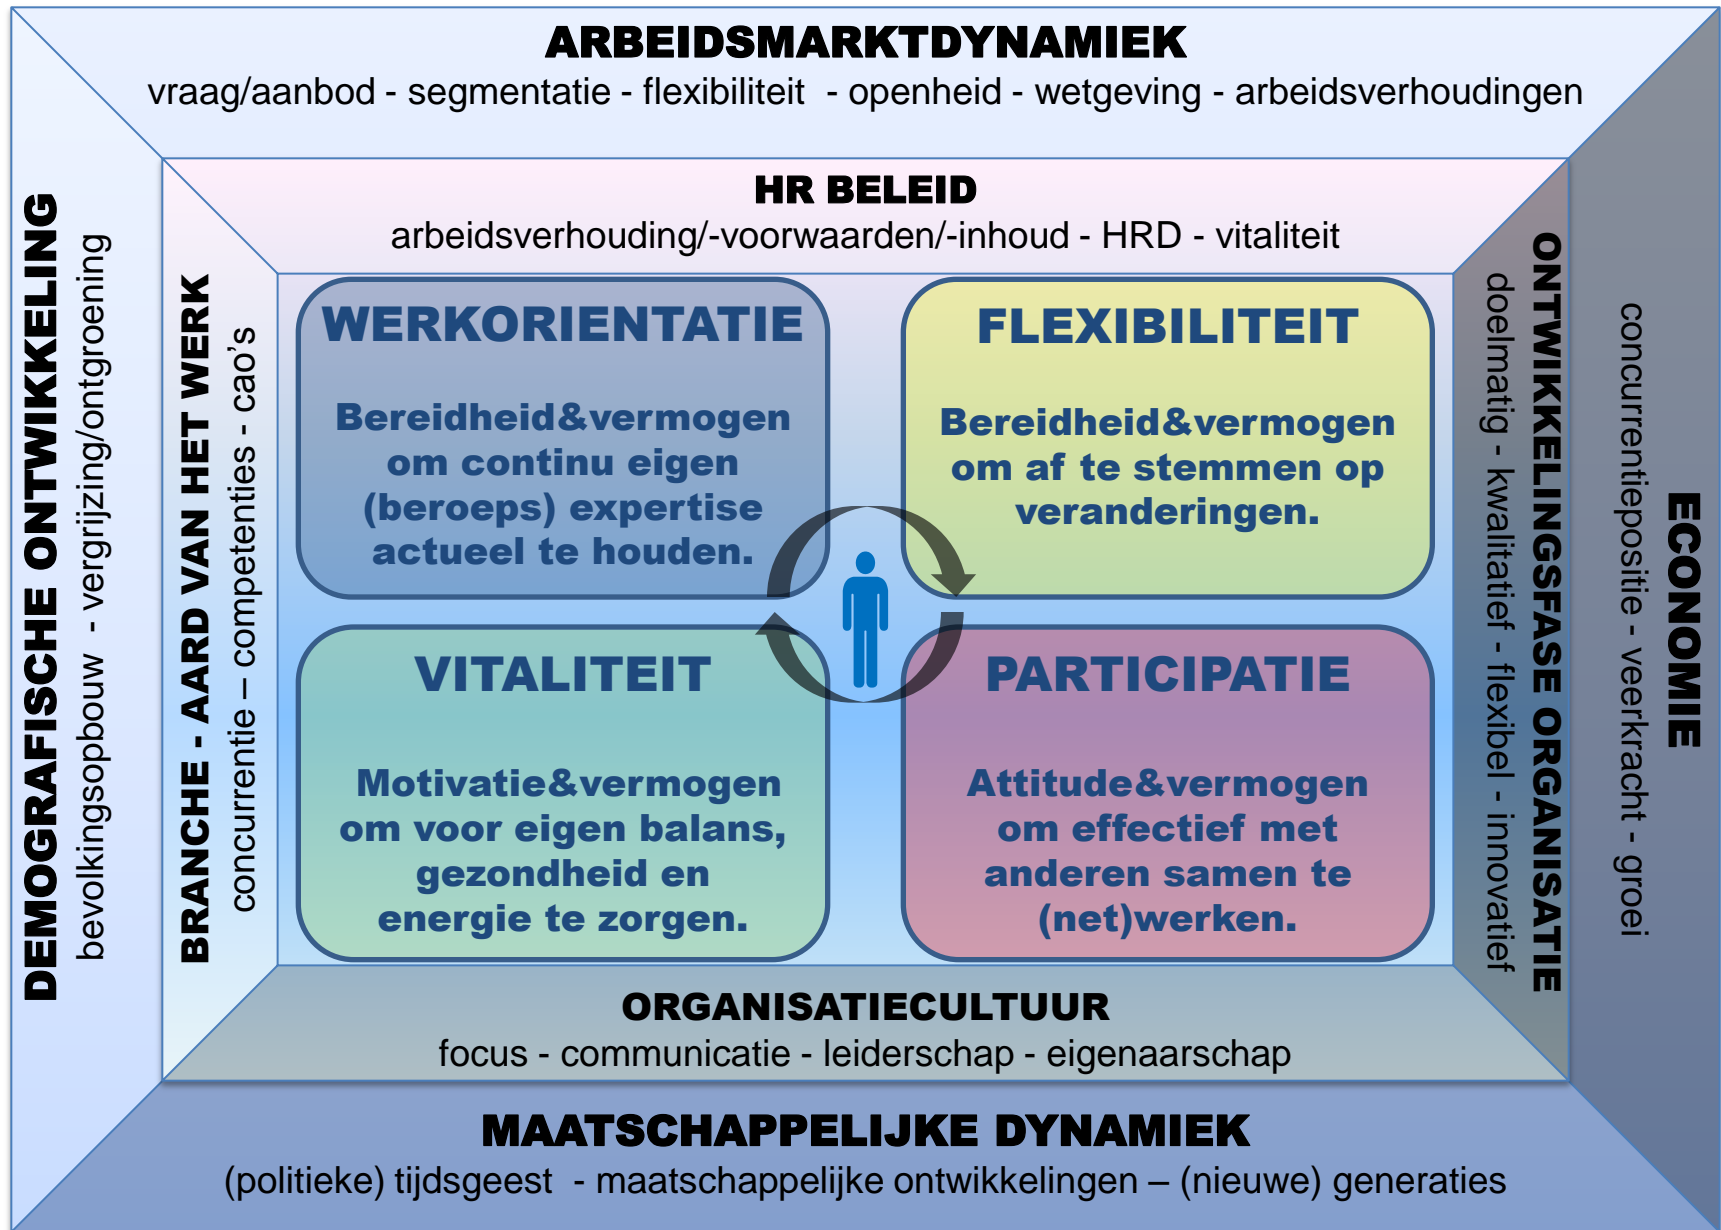 ARBEIDSMARKTDYNAMIEK
vraag/aanbod - segmentatie - flexibiliteit  - openheid - wetgeving - arbeidsverhoudingen
DEMOGRAFISCHE ONTWIKKELING
bevolkingsopbouw  - vergrijzing/ontgroening
HR BELEID
arbeidsverhouding/-voorwaarden/-inhoud - HRD - vitaliteit
BRANCHE - AARD VAN HET WERK
concurrentie – competenties - cao’s
WERKORIENTATIE
Bereidheid&vermogen
om continu eigen
(beroeps) expertise
actueel te houden.
FLEXIBILITEIT
Bereidheid&vermogen
om af te stemmen op
veranderingen.
VITALITEIT
Motivatie&vermogen
om voor eigen balans,
gezondheid en
energie te zorgen.
PARTICIPATIE
Attitude&vermogen
om effectief met
anderen samen te
(net)werken.
ONTWIKKELINGSFASE ORGANISATIE
doelmatig - kwalitatief - flexibel - innovatief
ECONOMIE
concurrentiepositie - veerkracht - groei
ORGANISATIECULTUUR
focus - communicatie - leiderschap - eigenaarschap
MAATSCHAPPELIJKE DYNAMIEK
(politieke) tijdsgeest  - maatschappelijke ontwikkelingen – (nieuwe) generaties